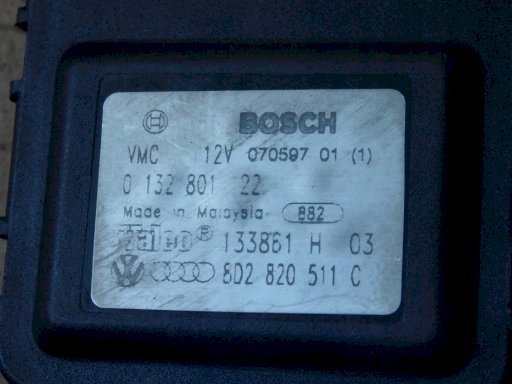 BOSCH
VMC 12V 070597 01 (1)
0 132 801 22
Made in Malaysia 882
Valeo® 133861 H 03
8D2 820 511 C